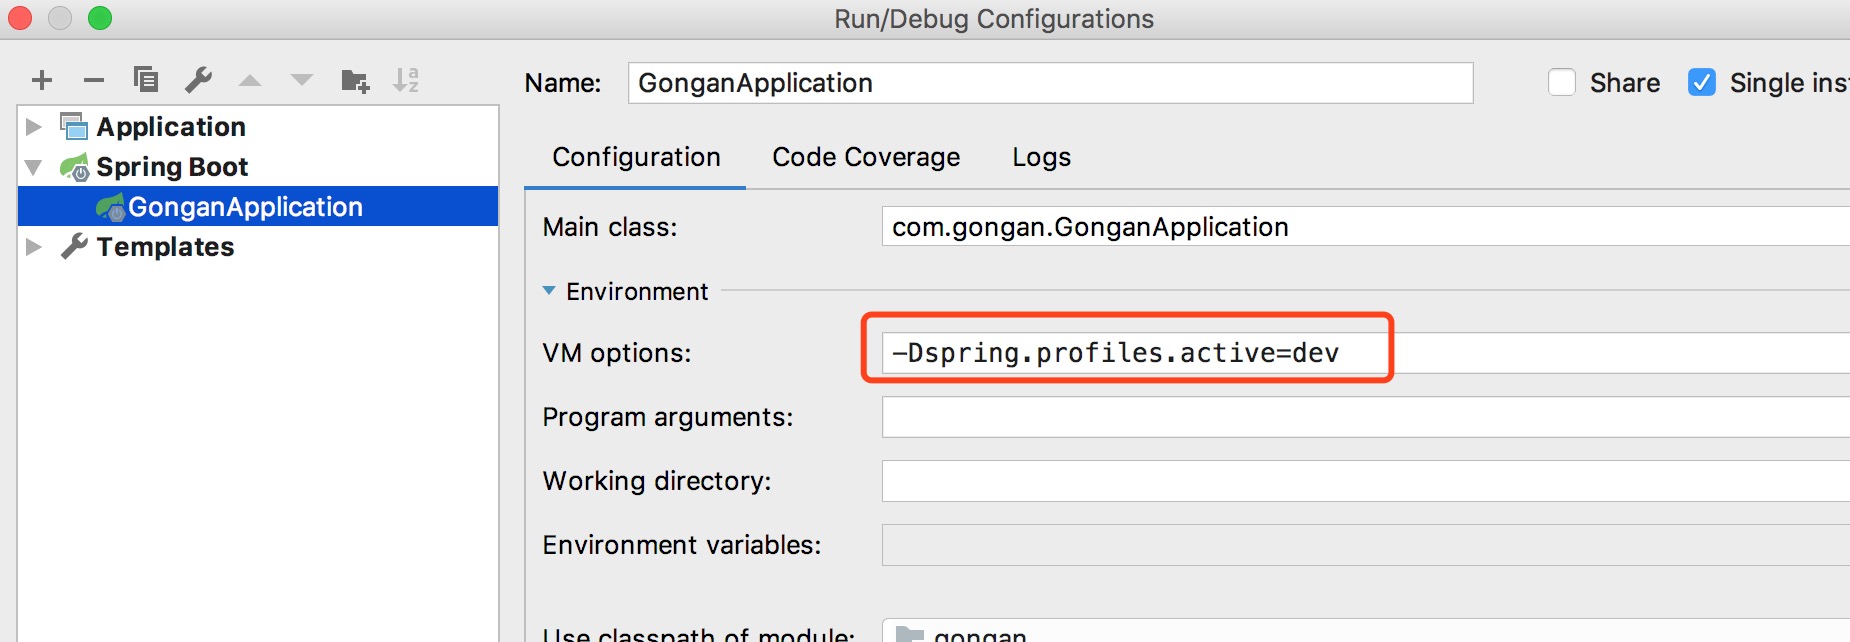 Run/Debug Configurations
Name: GonganApplication Share Single inst
Application
Spring Boot
GonganApplication
Templates
Configuration Code Coverage Logs
Main class: com.gongan.GonganApplication
Environment
VM options: -Dspring.profiles.active=dev
Program arguments:
Working directory:
Environment variables:
Use classpath of module: gongan